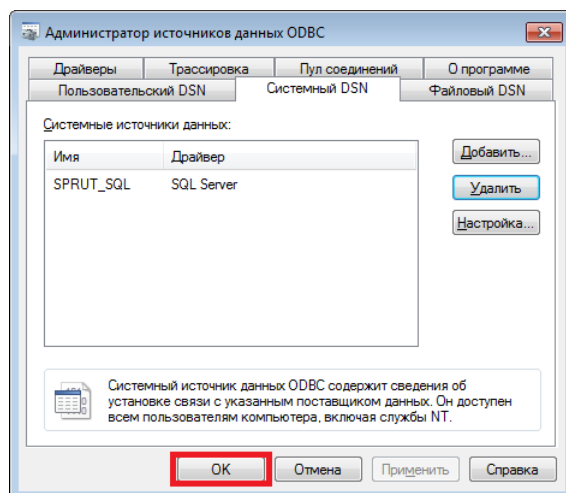 Администратор источников данных ODBC
Драйверы Трассировка Пул соединений О программе
Пользовательский DSN Системный DSN Файловый DSN
Системные источники данных:
Имя Драйвер
SPRUT_SQL SQL Server
Добавить...
Удалить
Настройка...
Системный источник данных ODBC содержит сведения об
установке связи с указанным поставщиком данных. Он доступен
всем пользователям компьютера, включая службы NT.
OK Отмена Применить Справка